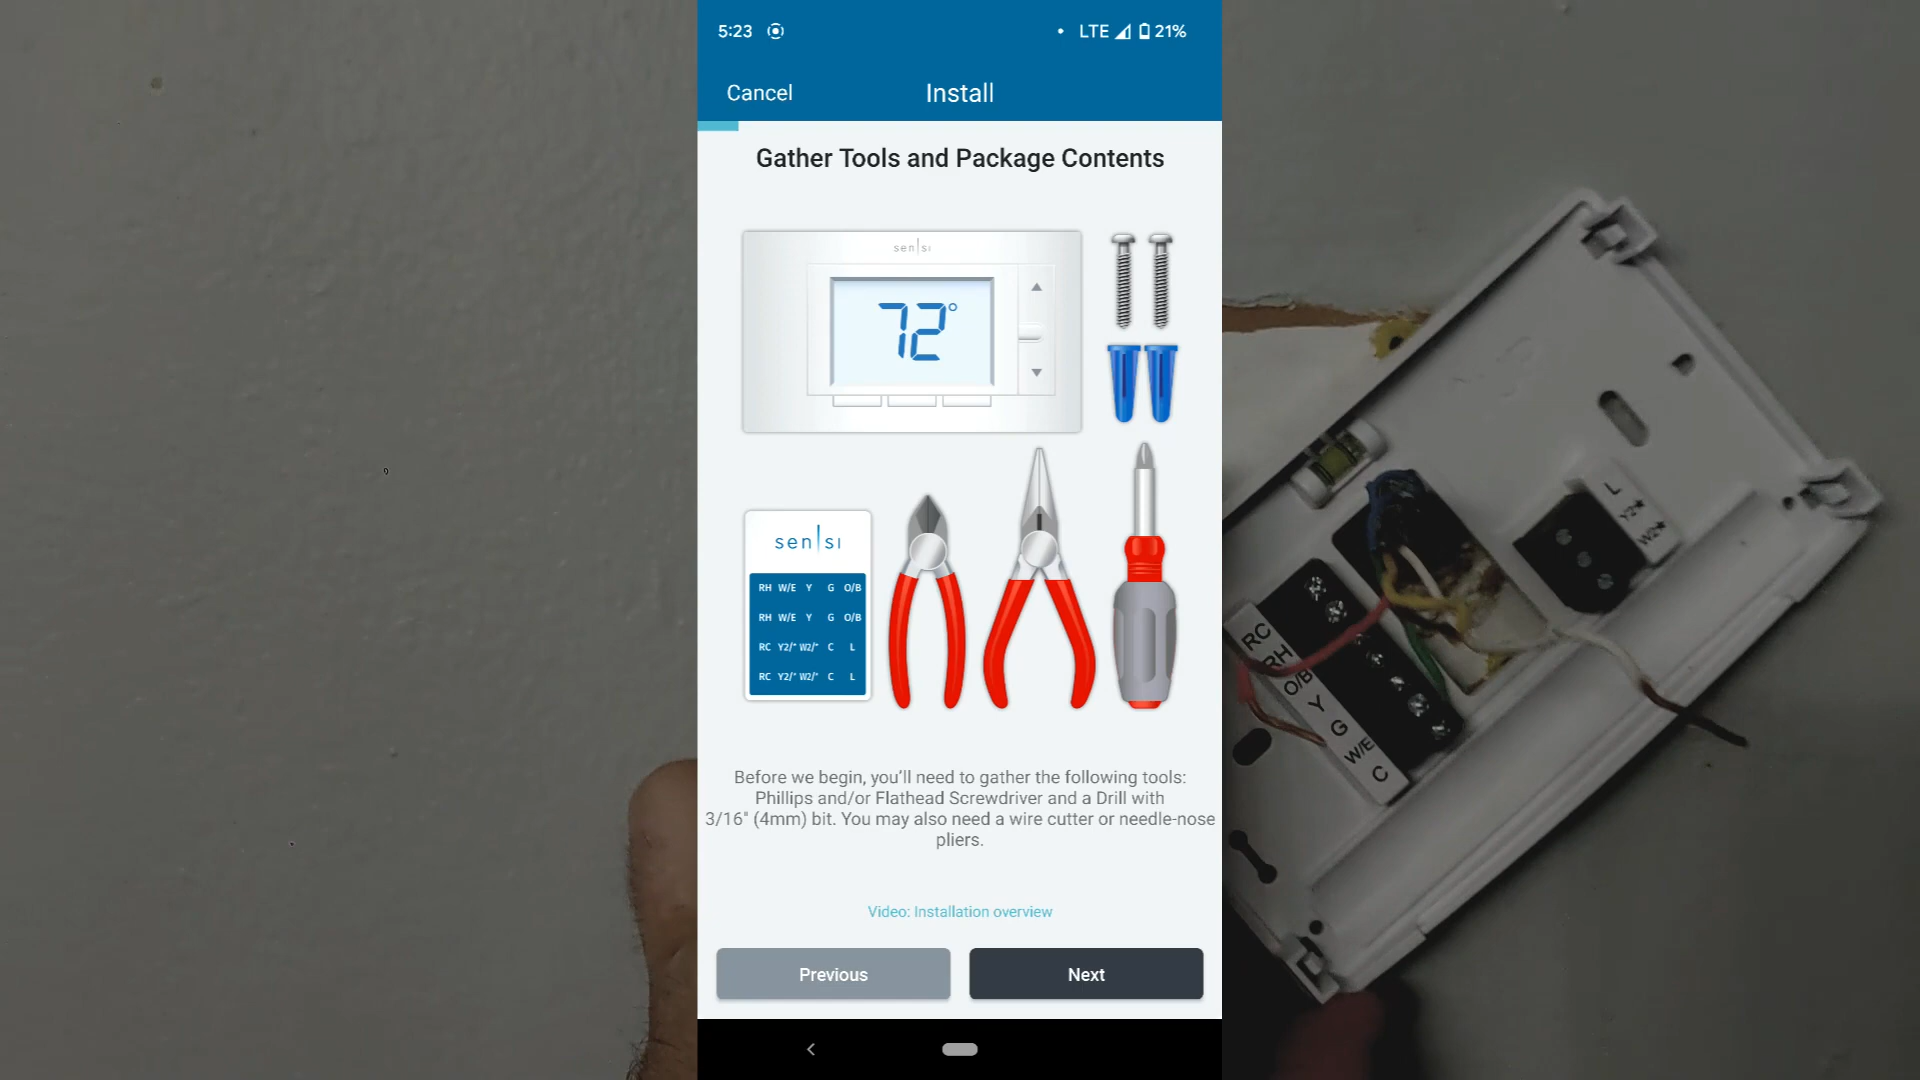 5:23
LTE 21%
Cancel
Install
Gather Tools and Package Contents
sensi
72°
sensi
RH W/E Y G O/B
RH W/E Y G O/B
RC Y2/* W2/* C L
RC Y2/* W2/* C L
Before we begin, you'll need to gather the following tools:
Phillips and/or Flathead Screwdriver and a Drill with
3/16" (4mm) bit. You may also need a wire cutter or needle-nose
pliers.
Video: Installation overview
Previous
Next
L
Y2*
W2*
RC
RH
O/B
Y
G
W/E
C